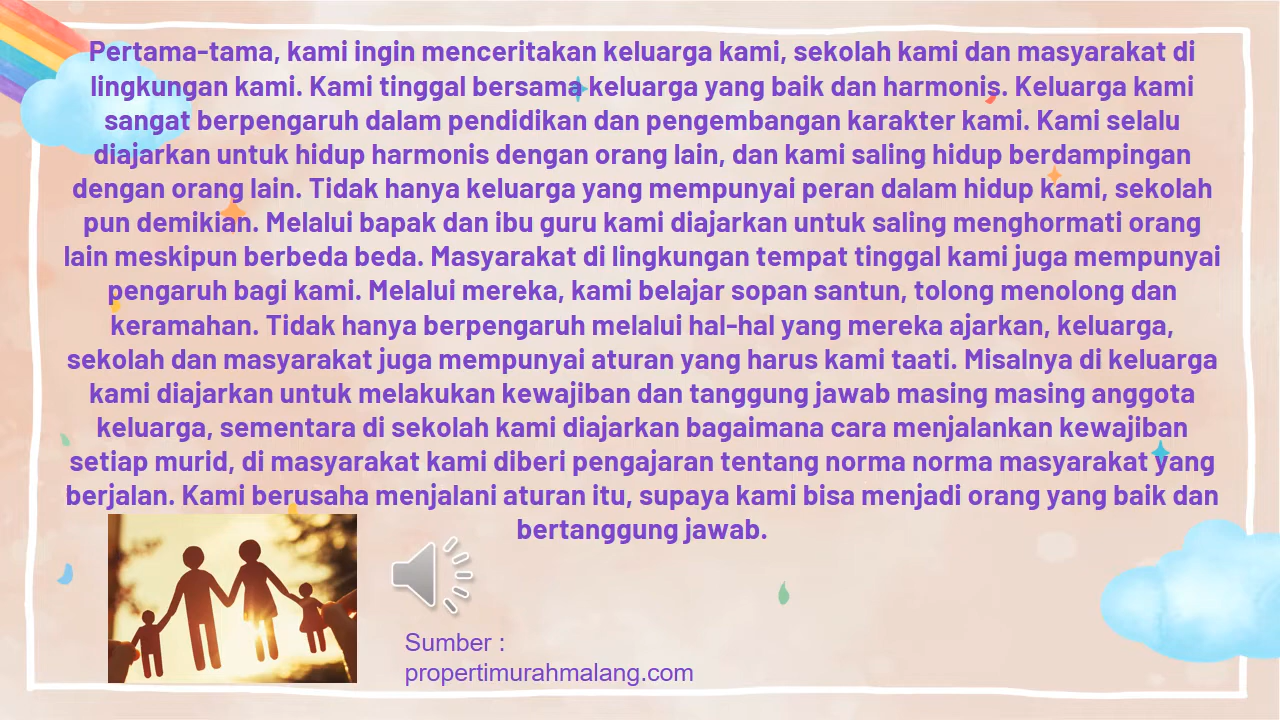 Pertama-tama, kami ingin menceritakan keluarga kami, sekolah kami dan masyarakat di
lingkungan kami. Kami tinggal bersama keluarga yang baik dan harmonis. Keluarga kami
sangat berpengaruh dalam pendidikan dan pengembangan karakter kami. Kami selalu
diajarkan untuk hidup harmonis dengan orang lain, dan kami saling hidup berdampingan
dengan orang lain. Tidak hanya keluarga yang mempunyai peran dalam hidup kami, sekolah
pun demikian. Melalui bapak dan ibu guru kami diajarkan untuk saling menghormati orang
lain meskipun berbeda beda. Masyarakat di lingkungan tempat tinggal kami juga mempunyai
pengaruh bagi kami. Melalui mereka, kami belajar sopan santun, tolong menolong dan
keramahan. Tidak hanya berpengaruh melalui hal-hal yang mereka ajarkan, keluarga,
sekolah dan masyarakat juga mempunyai aturan yang harus kami taati. Misalnya di keluarga
kami diajarkan untuk melakukan kewajiban dan tanggung jawab masing masing anggota
keluarga, sementara di sekolah kami diajarkan bagaimana cara menjalankan kewajiban
setiap murid, di masyarakat kami diberi pengajaran tentang norma norma masyarakat yang
berjalan. Kami berusaha menjalani aturan itu, supaya kami bisa menjadi orang yang baik dan
bertanggung jawab.
Sumber :
propertimurahmalang.com